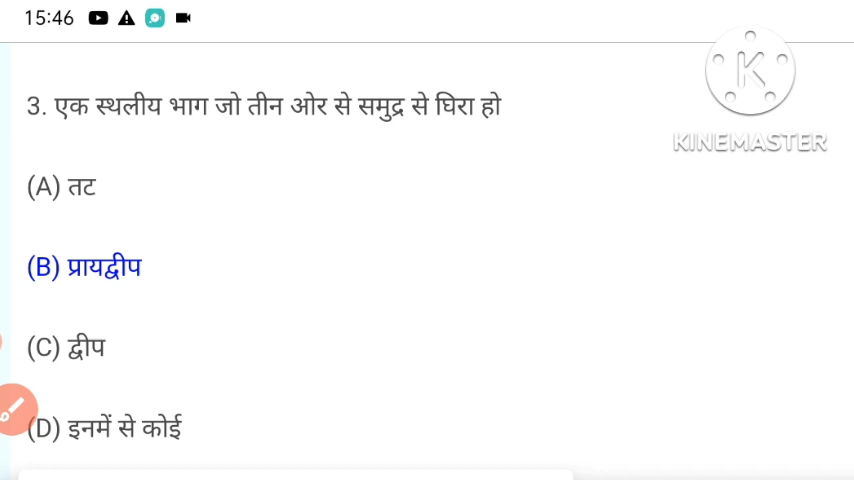 15:46
3. एक स्थलीय भाग जो तीन ओर से समुद्र से घिरा हो
K
KINEMASTER
(A) तट
(B) प्रायद्वीप
(C) द्वीप
(D) इनमें से कोई